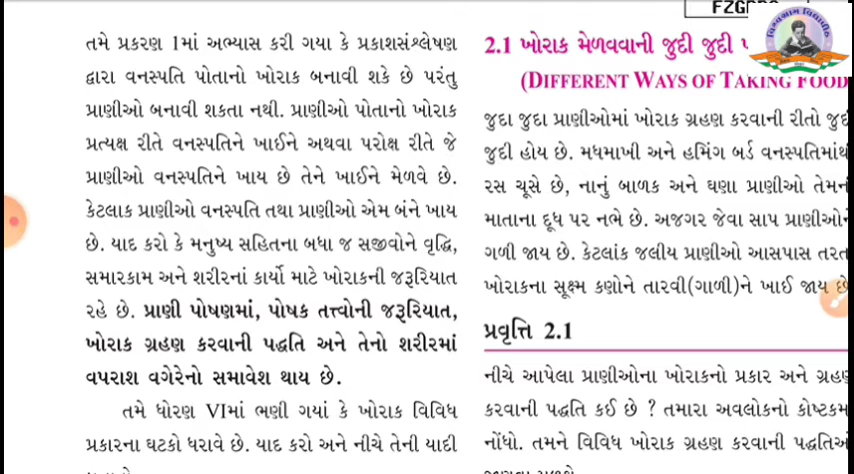 FZG
તમે પ્રકરણ 1માં અભ્યાસ કરી ગયા કે પ્રકાશસંશ્લેષણ
દ્વારા વનસ્પતિ પોતાનો ખોરાક બનાવી શકે છે પરંતુ
પ્રાણીઓ બનાવી શકતા નથી. પ્રાણીઓ પોતાનો ખોરાક
પ્રત્યક્ષ રીતે વનસ્પતિને ખાઈને અથવા પરોક્ષ રીતે જે
પ્રાણીઓ વનસ્પતિને ખાય છે તેને ખાઈને મેળવે છે.
કેટલાક પ્રાણીઓ વનસ્પતિ તથા પ્રાણીઓ એમ બંને ખાય
છે. યાદ કરો કે મનુષ્ય સહિતના બધા જ સજીવોને વૃદ્ધિ,
સમારકામ અને શરીરનાં કાર્યો માટે ખોરાકની જરૂરિયાત
રહે છે. પ્રાણી પોષણમાં, પોષક તત્ત્વોની જરૂરિયાત,
ખોરાક ગ્રહણ કરવાની પદ્ધતિ અને તેનો શરીરમાં
વપરાશ વગેરેનો સમાવેશ થાય છે.
તમે ધોરણ VIમાં ભણી ગયાં કે ખોરાક વિવિધ
પ્રકારના ઘટકો ધરાવે છે. યાદ કરો અને નીચે તેની યાદી
2.1 ખોરાક મેળવવાની જુદી જુદી
(DIFFERENT WAYS OF TAKING FOOD
જુદા જુદા પ્રાણીઓમાં ખોરાક ગ્રહણ કરવાની રીતો જુદી
જુદી હોય છે. મધમાખી અને હમિંગ બર્ડ વનસ્પતિમાંથી
રસ ચૂસે છે, નાનું બાળક અને ઘણા પ્રાણીઓ તેમની
માતાના દૂધ પર નભે છે. અજગર જેવા સાપ પ્રાણીઓને
ગળી જાય છે. કેટલાંક જલીય પ્રાણીઓ આસપાસ તરતા
ખોરાકના સૂક્ષ્મ કણોને તારવી(ગાળી)ને ખાઈ જાય છે
પ્રવૃત્તિ 2.1
નીચે આપેલા પ્રાણીઓના ખોરાકનો પ્રકાર અને ગ્રહણ
કરવાની પદ્ધતિ કઈ છે ? તમારા અવલોકનો કોષ્ટકમાં
નોંધો. તમને વિવિધ ખોરાક ગ્રહણ કરવાની પદ્ધતિઓ